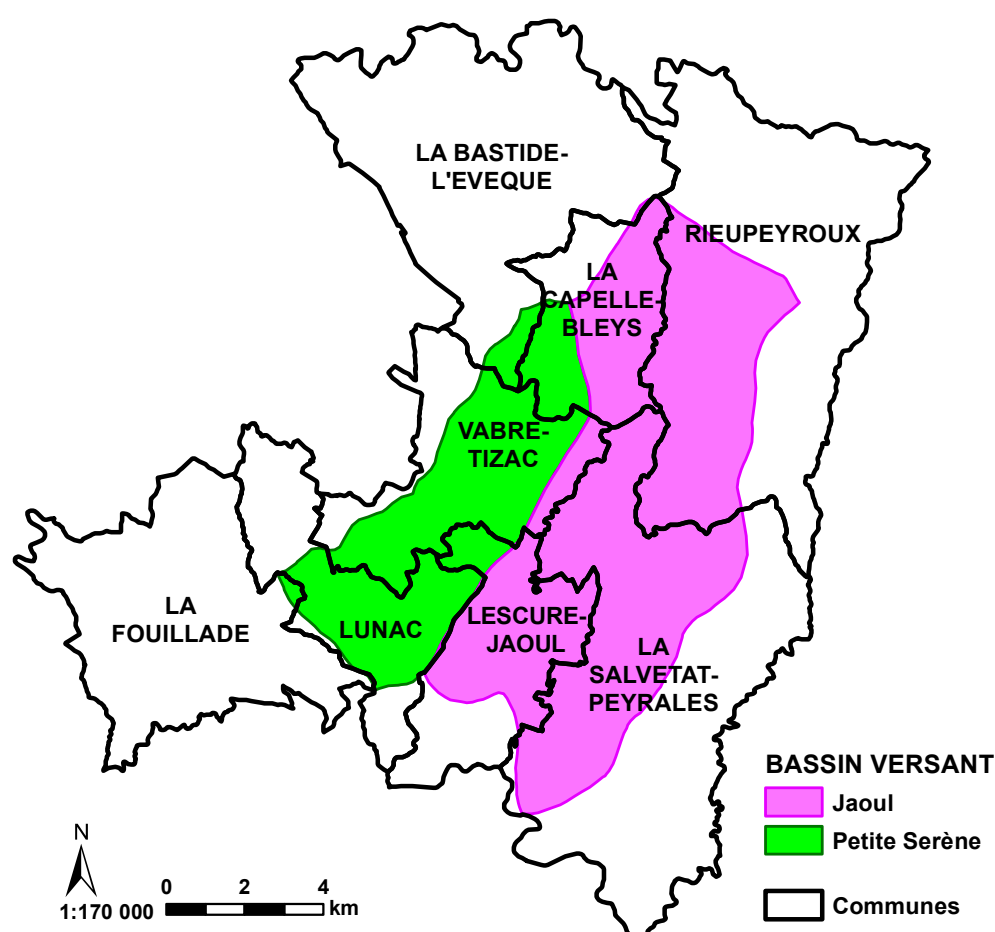 LA BASTIDE-
L'EVEQUE
RIEUPEYROUX
LA
CAPELLE-
BLEYS
VABRE-
TIZAC
LA
FOUILLADE
LUNAC
LESCURE-
JAOUL
LA
SALVETAT-
PEYRALES
BASSIN VERSANT
Jaoul
Petite Serène
Communes
N
1:170 000
0 2 4
km